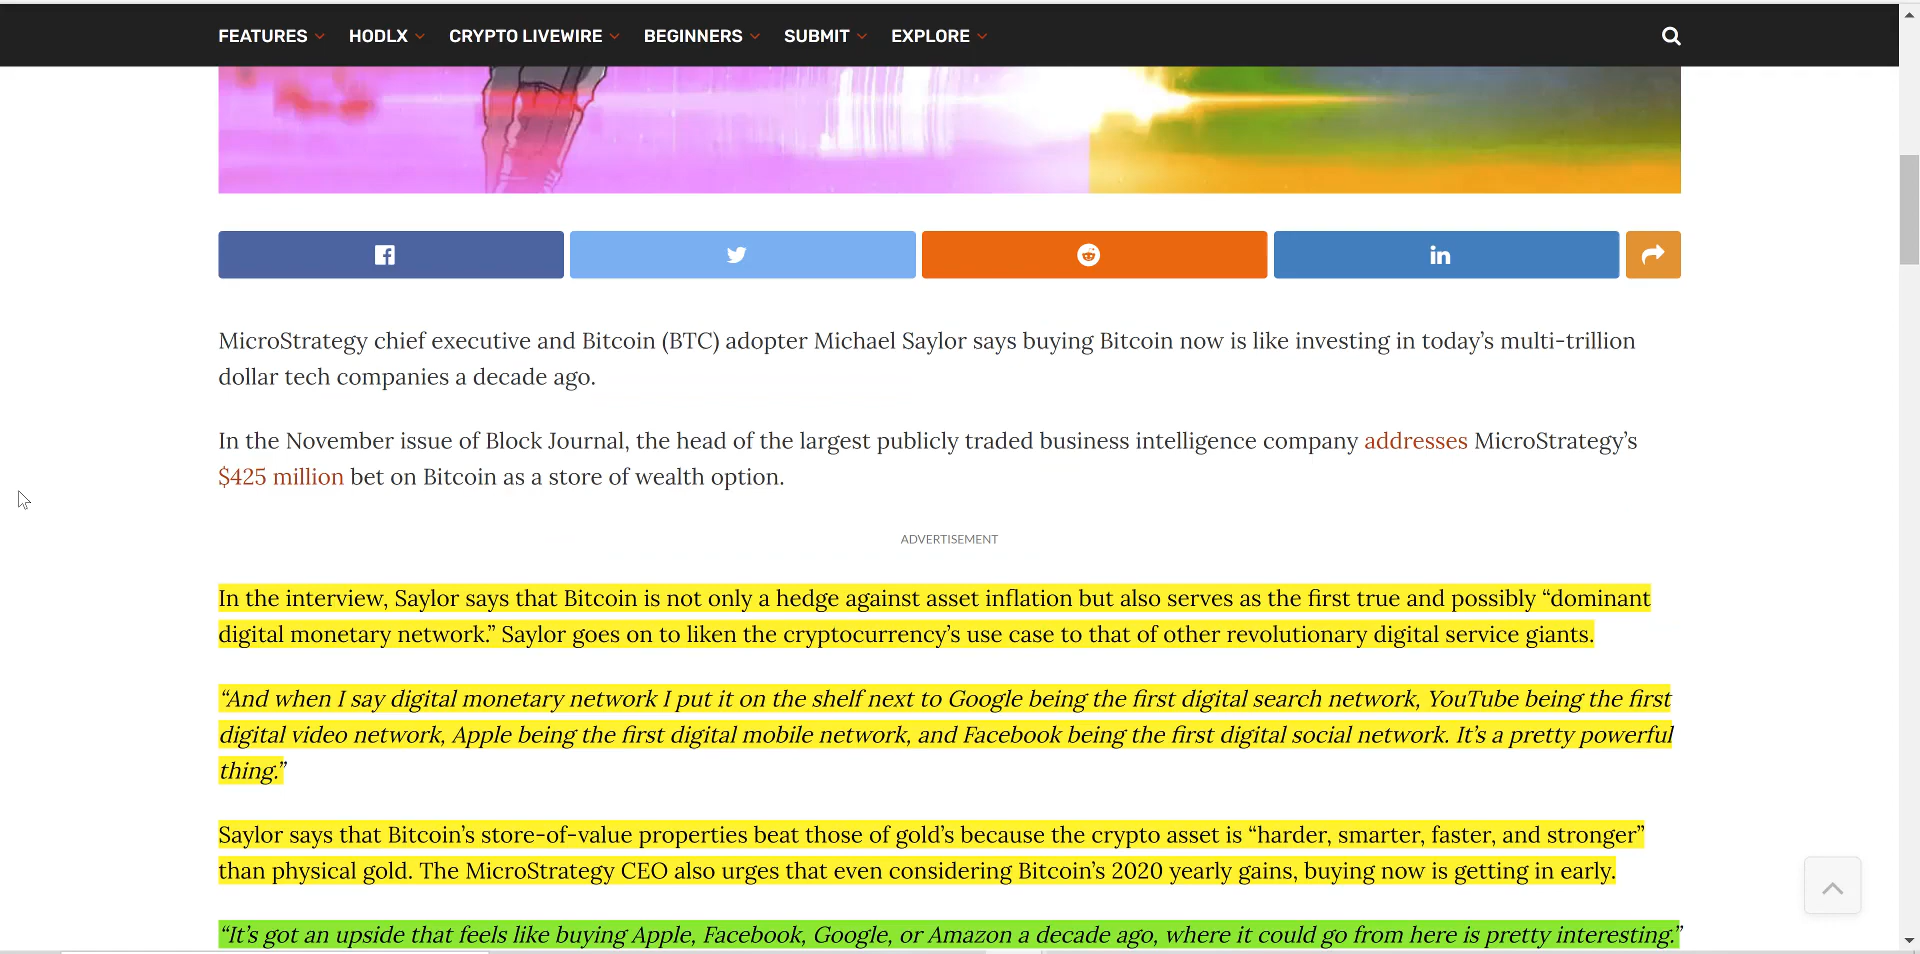 FEATURES HODLX CRYPTO LIVEWIRE BEGINNERS SUBMIT EXPLORE
MicroStrategy chief executive and Bitcoin (BTC) adopter Michael Saylor says buying Bitcoin now is like investing in today’s multi-trillion
dollar tech companies a decade ago.
In the November issue of Block Journal, the head of the largest publicly traded business intelligence company addresses MicroStrategy’s
$425 million bet on Bitcoin as a store of wealth option.
ADVERTISEMENT
In the interview, Saylor says that Bitcoin is not only a hedge against asset inflation but also serves as the first true and possibly “dominant
digital monetary network.” Saylor goes on to liken the cryptocurrency’s use case to that of other revolutionary digital service giants.
“And when I say digital monetary network I put it on the shelf next to Google being the first digital search network, YouTube being the first
digital video network, Apple being the first digital mobile network, and Facebook being the first digital social network. It’s a pretty powerful
thing.”
Saylor says that Bitcoin’s store-of-value properties beat those of gold’s because the crypto asset is “harder, smarter, faster, and stronger”
than physical gold. The MicroStrategy CEO also urges that even considering Bitcoin’s 2020 yearly gains, buying now is getting in early.
“It’s got an upside that feels like buying Apple, Facebook, Google, or Amazon a decade ago, where it could go from here is pretty interesting.”